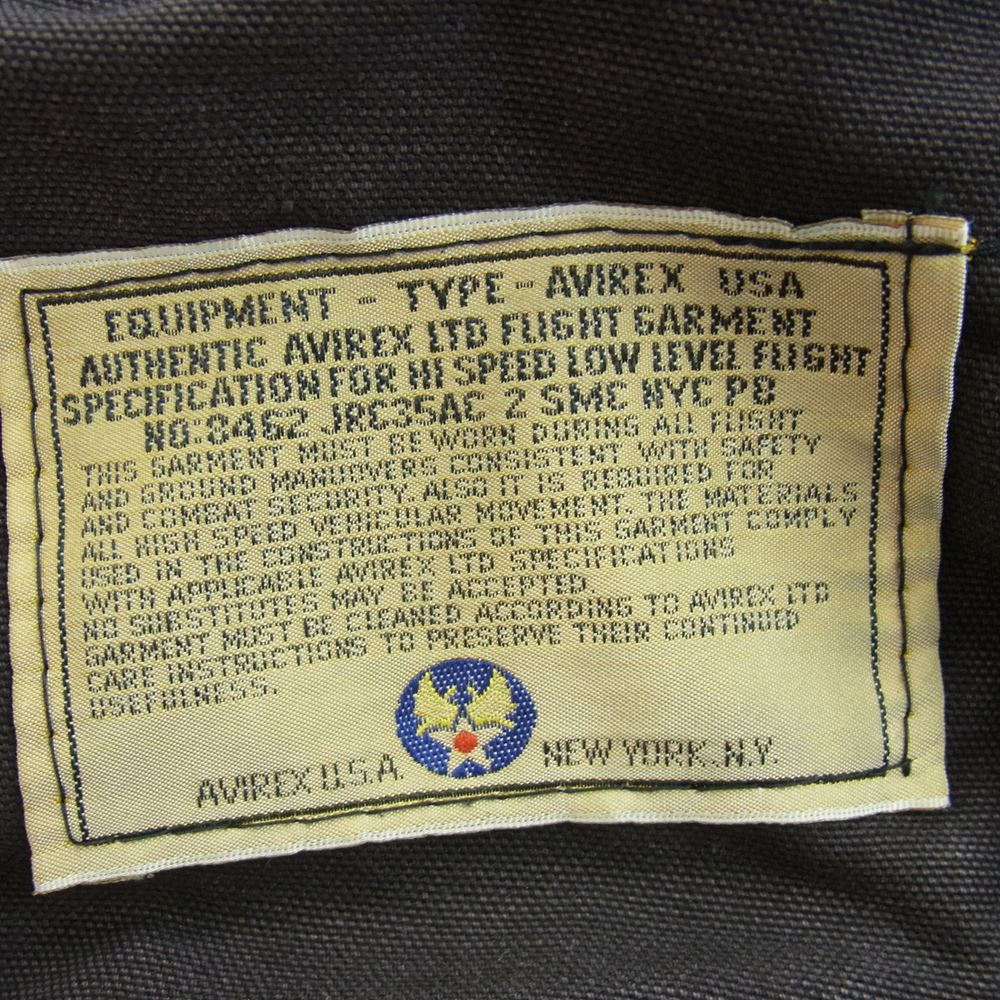 EQUIPMENT - TYPE - AVIREX USA
AUTHENTIC AVIREX LTD FLIGHT GARMENT
SPECIFICATION FOR HI SPEED LOW LEVEL FLIGHT
NO:8462 JRC35AC 2 SMC NYC PB
THIS GARMENT MUST BE WORN DURING ALL FLIGHT
AND GROUND MANUOVERS CONSISTENT WITH SAFETY
AND COMBAT SECURITY. ALSO IT IS REQUIRED FOR
ALL HIGH SPEED VEHICULAR MOVEMENT. THE MATERIALS
USED IN THE CONSTRUCTIONS OF THIS GARMENT COMPLY
WITH APPLICABLE AVIREX LTD SPECIFICATIONS
NO SUBSTITUTES MAY BE ACCEPTED.
GARMENT MUST BE CLEANED ACCORDING TO AVIREX LTD
CARE INSTRUCTIONS TO PRESERVE THEIR CONTINUED
USEFULNESS.
AVIREX U.S.A. NEW YORK. N.Y.